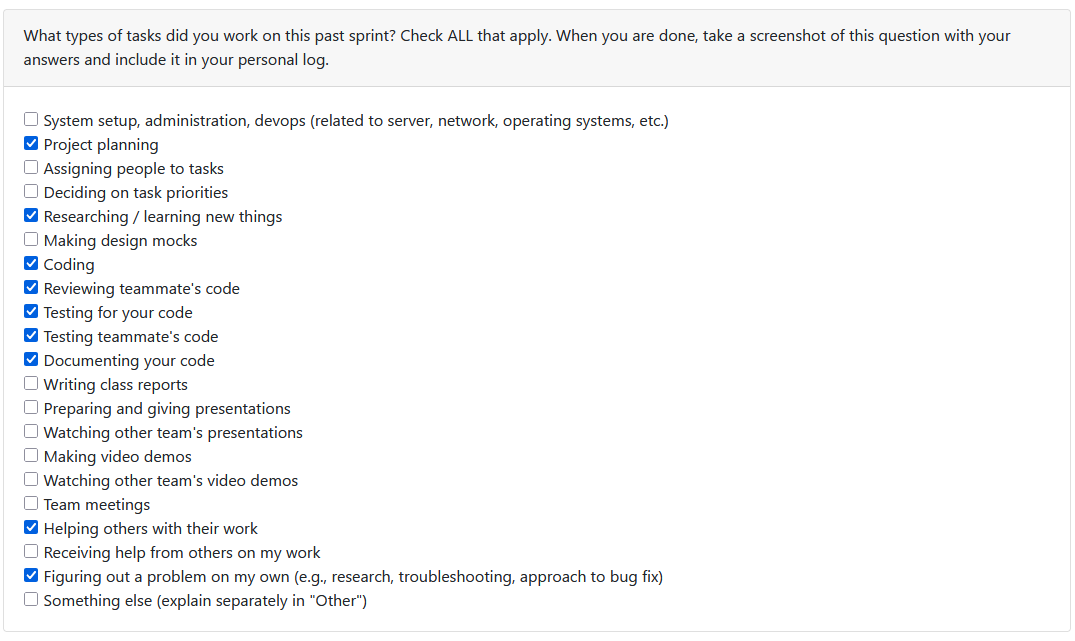 What types of tasks did you work on this past sprint? Check ALL that apply. When you are done, take a screenshot of this question with your
answers and include it in your personal log.
System setup, administration, devops (related to server, network, operating systems, etc.)
Project planning
Assigning people to tasks
Deciding on task priorities
Researching / learning new things
Making design mocks
Coding
Reviewing teammate's code
Testing for your code
Testing teammate's code
Documenting your code
Writing class reports
Preparing and giving presentations
Watching other team's presentations
Making video demos
Watching other team's video demos
Team meetings
Helping others with their work
Receiving help from others on my work
Figuring out a problem on my own (e.g., research, troubleshooting, approach to bug fix)
Something else (explain separately in "Other")